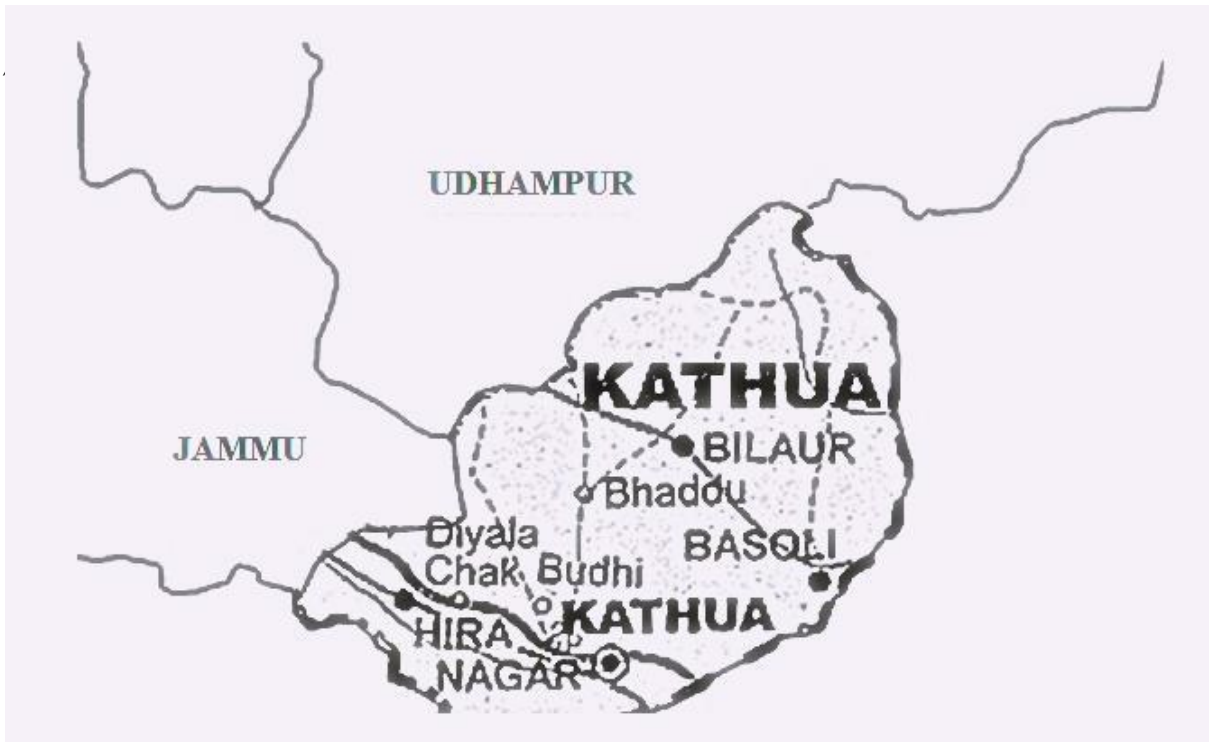 UDHAMPUR
KATHUA
JAMMU
BILAUR
Bhaddu
Diyala
Chak
BASOLI
Budhi
KATHUA
HIRA
NAGAR